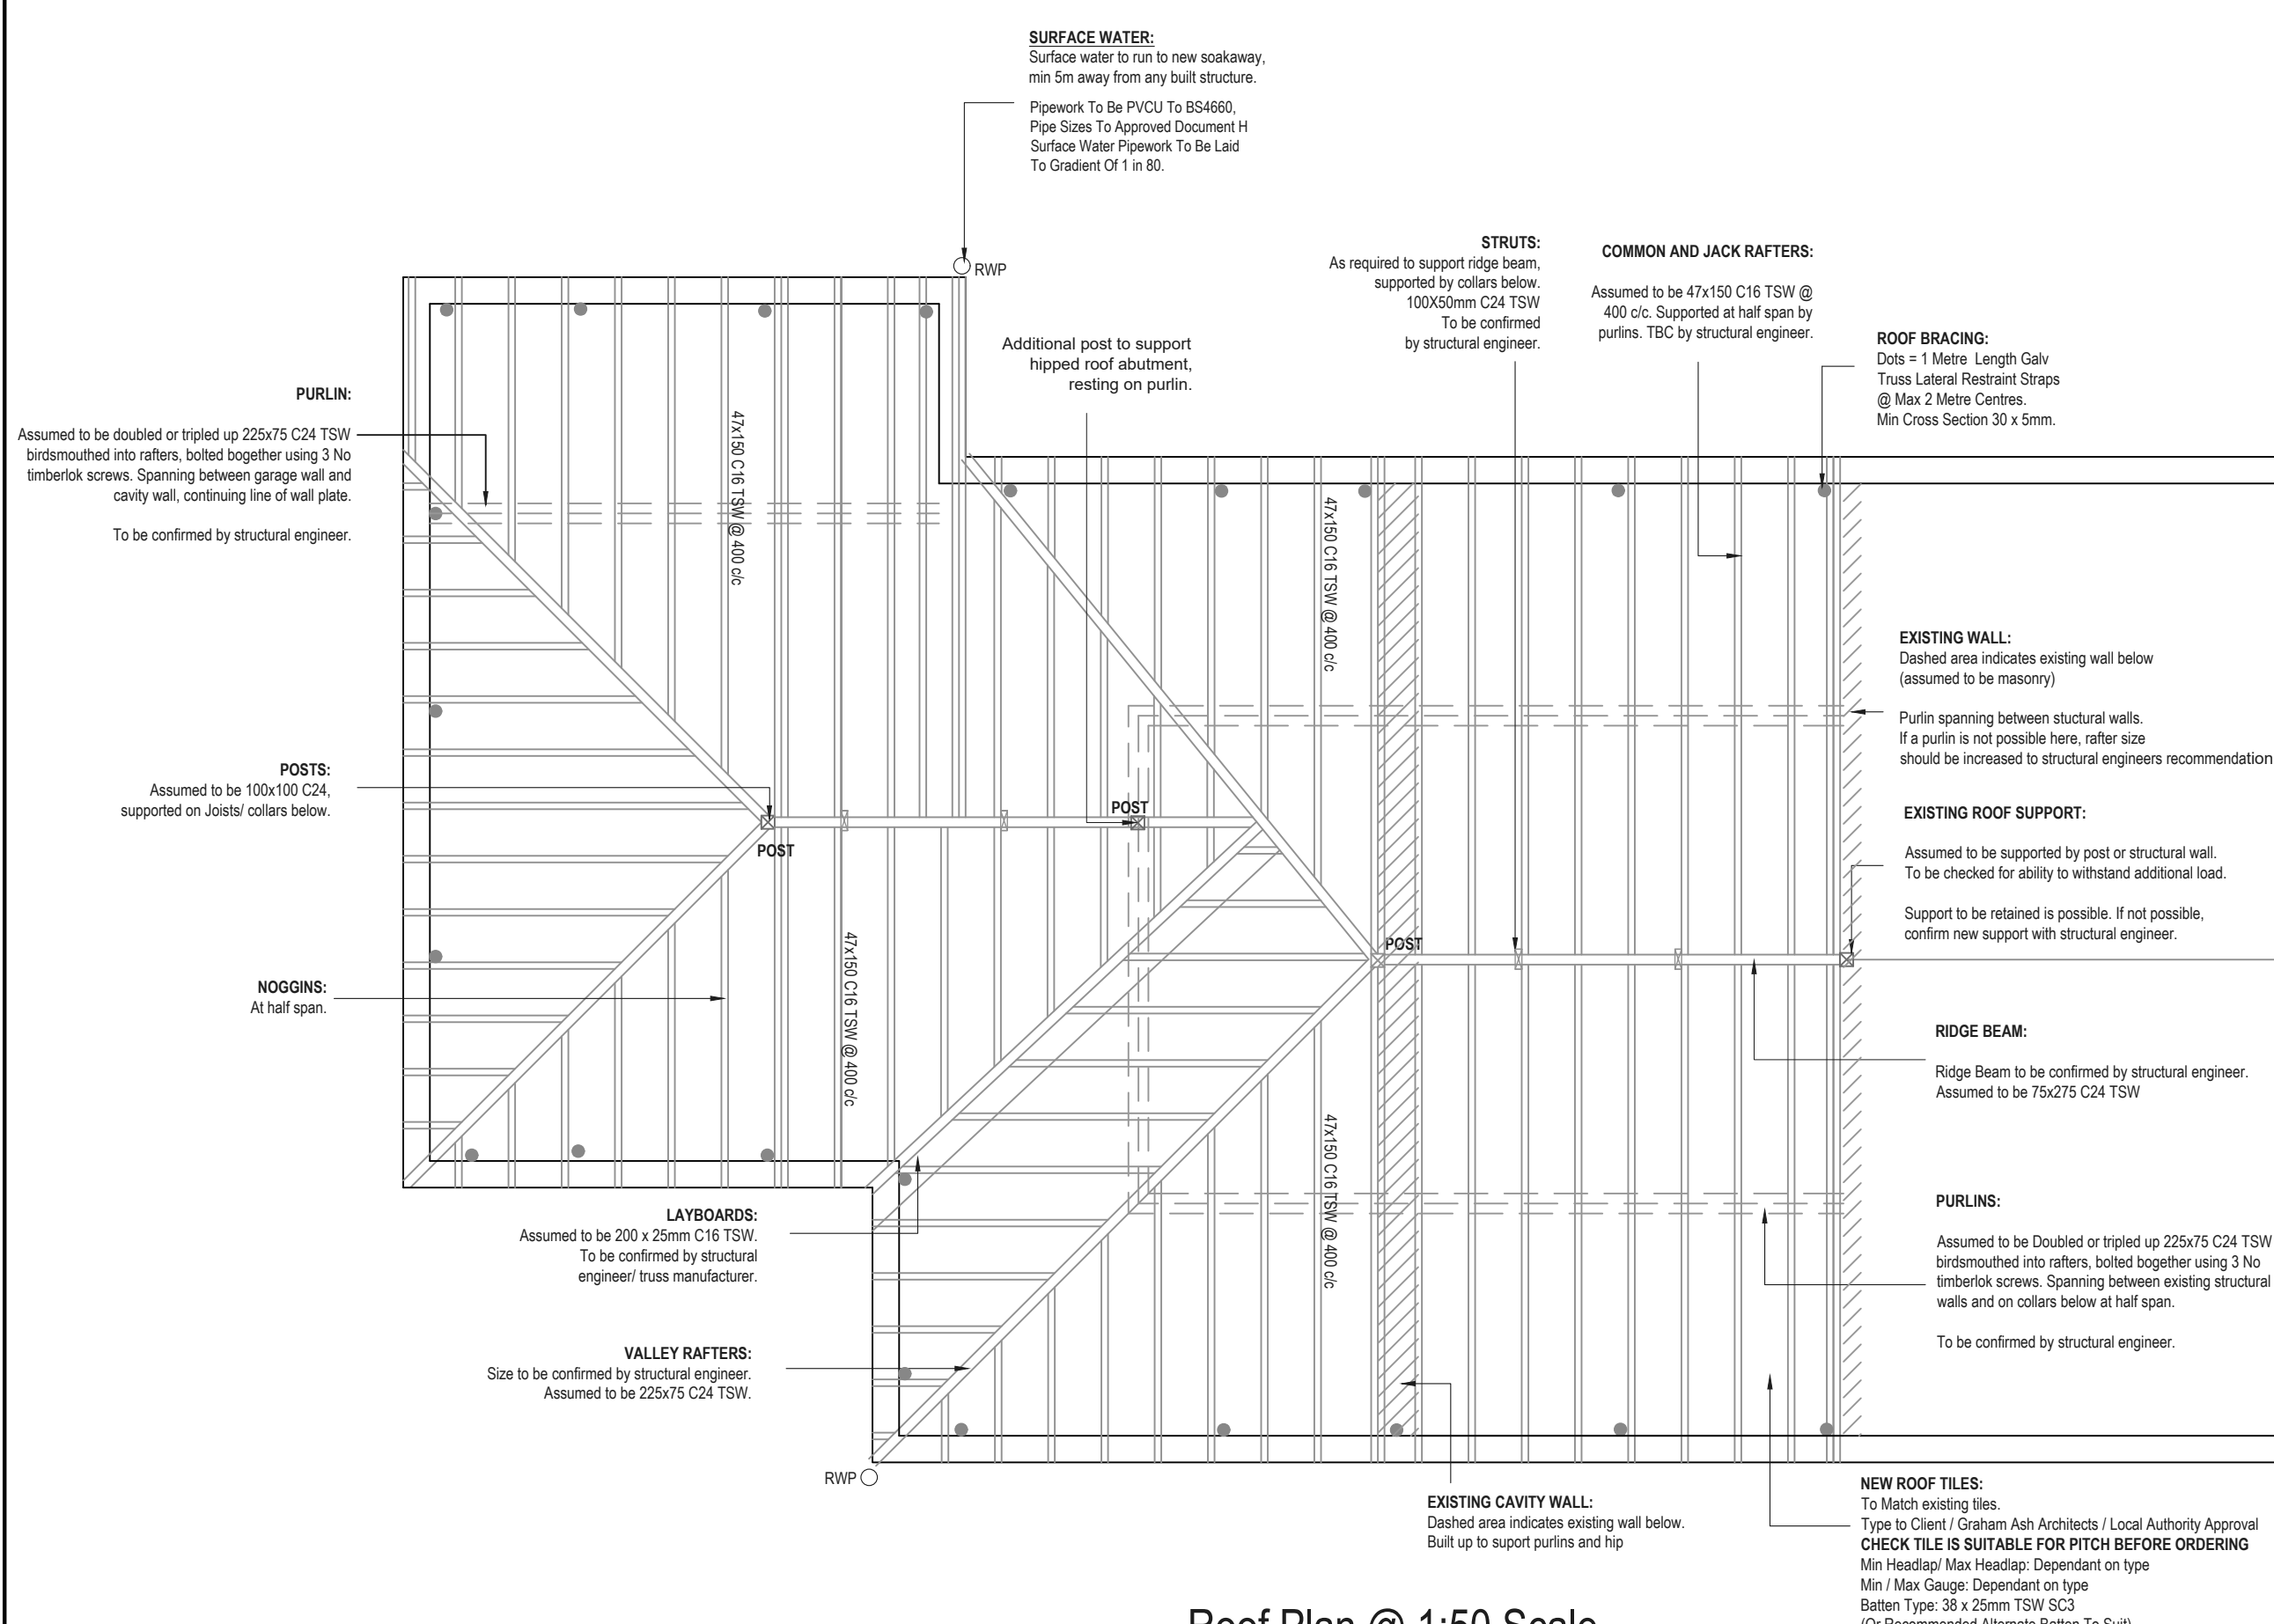 SURFACE WATER:
Surface water to run to new soakaway,
min 5m away from any built structure.
Pipework To Be PVCU To BS4660,
Pipe Sizes To Approved Document H
Surface Water Pipework To Be Laid
To Gradient Of 1 in 80.
RWP
STRUTS:
As required to support ridge beam,
supported by collars below.
100X50mm C24 TSW
To be confirmed
by structural engineer.
COMMON AND JACK RAFTERS:
Assumed to be 47x150 C16 TSW @
400 c/c. Supported at half span by
purlins. TBC by structural engineer.
ROOF BRACING:
Dots = 1 Metre Length Galv
Truss Lateral Restraint Straps
@ Max 2 Metre Centres.
Min Cross Section 30 x 5mm.
Additional post to support
hipped roof abutment,
resting on purlin.
PURLIN:
Assumed to be doubled or tripled up 225x75 C24 TSW
birdsmouthed into rafters, bolted bogether using 3 No
timberlok screws. Spanning between garage wall and
cavity wall, continuing line of wall plate.
To be confirmed by structural engineer.
47x150 C16 TSW @ 400 c/c
47x150 C16 TSW @ 400 c/c
EXISTING WALL:
Dashed area indicates existing wall below
(assumed to be masonry)
Purlin spanning between stuctural walls.
If a purlin is not possible here, rafter size
should be increased to structural engineers recommendation
POSTS:
Assumed to be 100x100 C24,
supported on Joists/ collars below.
POST
POST
POST
EXISTING ROOF SUPPORT:
Assumed to be supported by post or structural wall.
To be checked for ability to withstand additional load.
Support to be retained is possible. If not possible,
confirm new support with structural engineer.
NOGGINS:
At half span.
47x150 C16 TSW @ 400 c/c
47x150 C16 TSW @ 400 c/c
RIDGE BEAM:
Ridge Beam to be confirmed by structural engineer.
Assumed to be 75x275 C24 TSW
LAYBOARDS:
Assumed to be 200 x 25mm C16 TSW.
To be confirmed by structural
engineer/ truss manufacturer.
PURLINS:
Assumed to be Doubled or tripled up 225x75 C24 TSW
birdsmouthed into rafters, bolted bogether using 3 No
timberlok screws. Spanning between existing structural
walls and on collars below at half span.
To be confirmed by structural engineer.
VALLEY RAFTERS:
Size to be confirmed by structural engineer.
Assumed to be 225x75 C24 TSW.
RWP
EXISTING CAVITY WALL:
Dashed area indicates existing wall below.
Built up to suport purlins and hip
NEW ROOF TILES:
To Match existing tiles.
Type to Client / Graham Ash Architects / Local Authority Approval
CHECK TILE IS SUITABLE FOR PITCH BEFORE ORDERING
Min Headlap/ Max Headlap: Dependant on type
Min / Max Gauge: Dependant on type
Batten Type: 38 x 25mm TSW SC3
(Or Recommended Alternate Batten To Suit)
Roof Plan @ 1:50 Scale